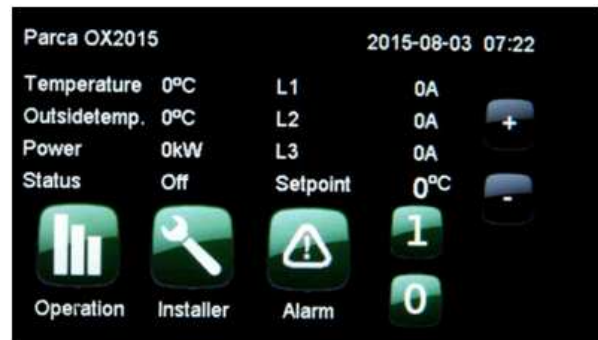 Parca OX2015 2015-08-03 07:22
Temperature 0ºC L1 0A
Outsidetemp. 0ºC L2 0A
Power 0kW L3 0A
Status Off Setpoint 0ºC
+
-
1
0
Operation Installer Alarm